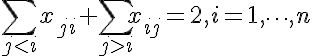 ∑_{j<i} x_{ji} + ∑_{j>i} x_{ij} = 2, i = 1, ⋯, n